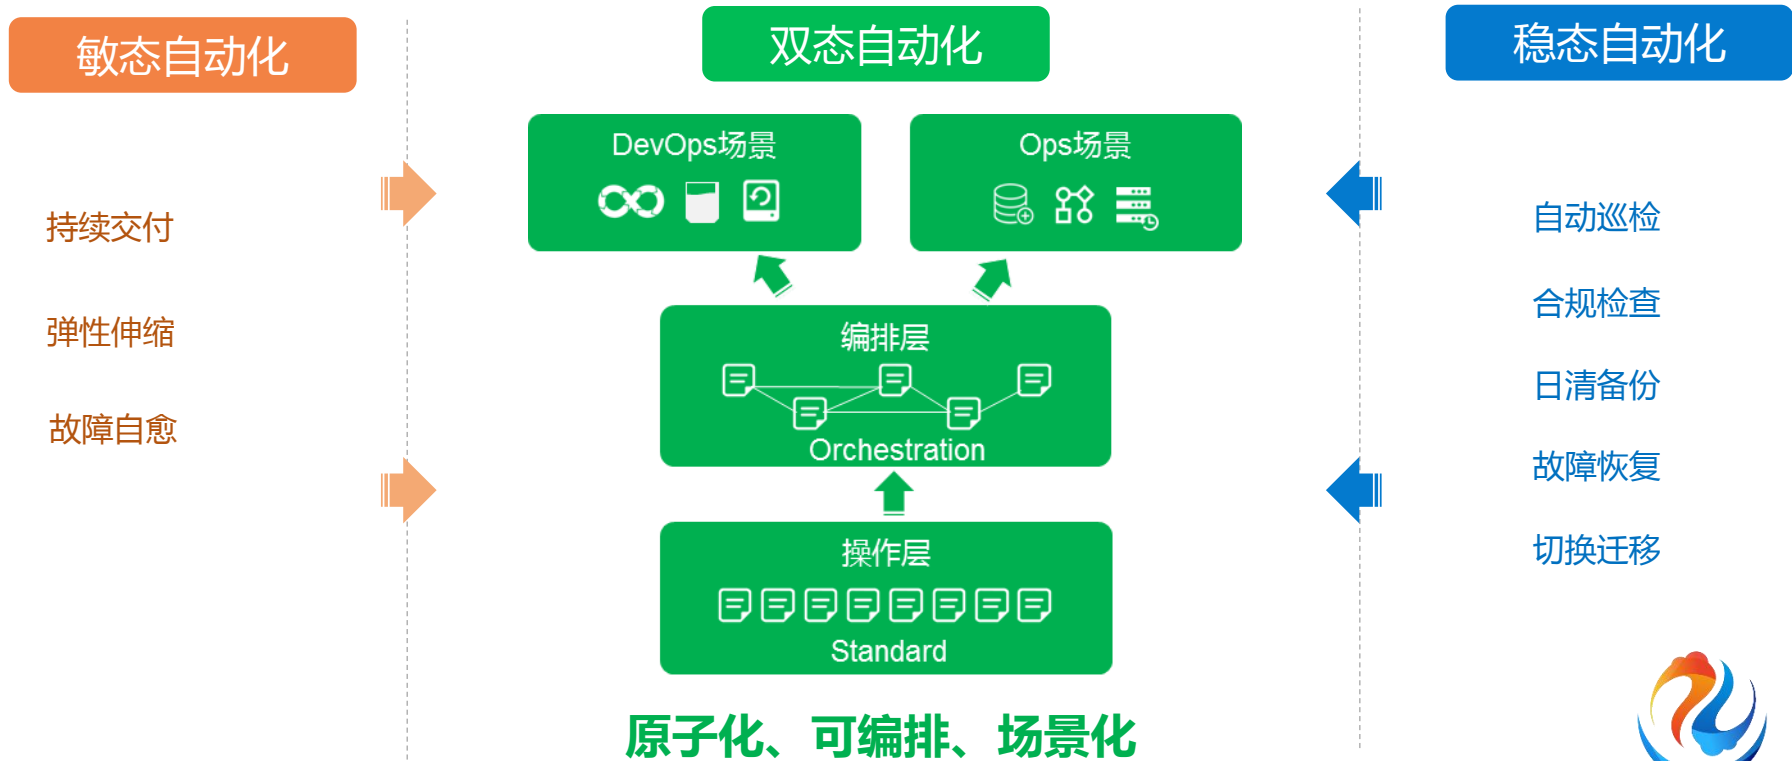 敏态自动化
持续交付
弹性伸缩
故障自愈
双态自动化
DevOps场景
Ops场景
编排层
Orchestration
操作层
Standard
原子化、可编排、场景化
稳态自动化
自动巡检
合规检查
日清备份
故障恢复
切换迁移